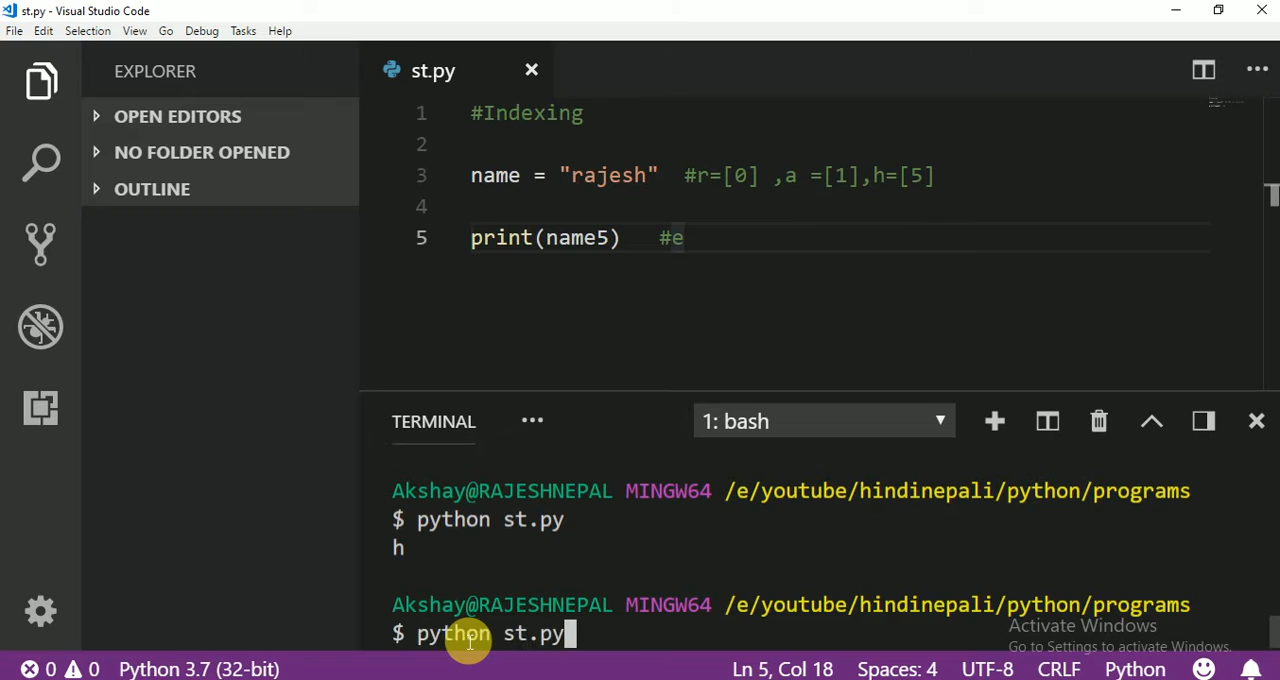 st.py - Visual Studio Code
File Edit Selection View Go Debug Tasks Help
EXPLORER
OPEN EDITORS
NO FOLDER OPENED
OUTLINE
st.py
1 #Indexing
2
3 name = "rajesh" #r=[0] ,a =[1],h=[5]
4
5 print(name5) #e
TERMINAL
1: bash
Akshay@RAJESHNEPAL MINGW64 /e/youtube/hindinepali/python/programs
$ python st.py
h
Akshay@RAJESHNEPAL MINGW64 /e/youtube/hindinepali/python/programs
$ python st.py
Activate Windows
Go to Settings to activate Windows.
0 0 Python 3.7 (32-bit) Ln 5, Col 18 Spaces: 4 UTF-8 CRLF Python